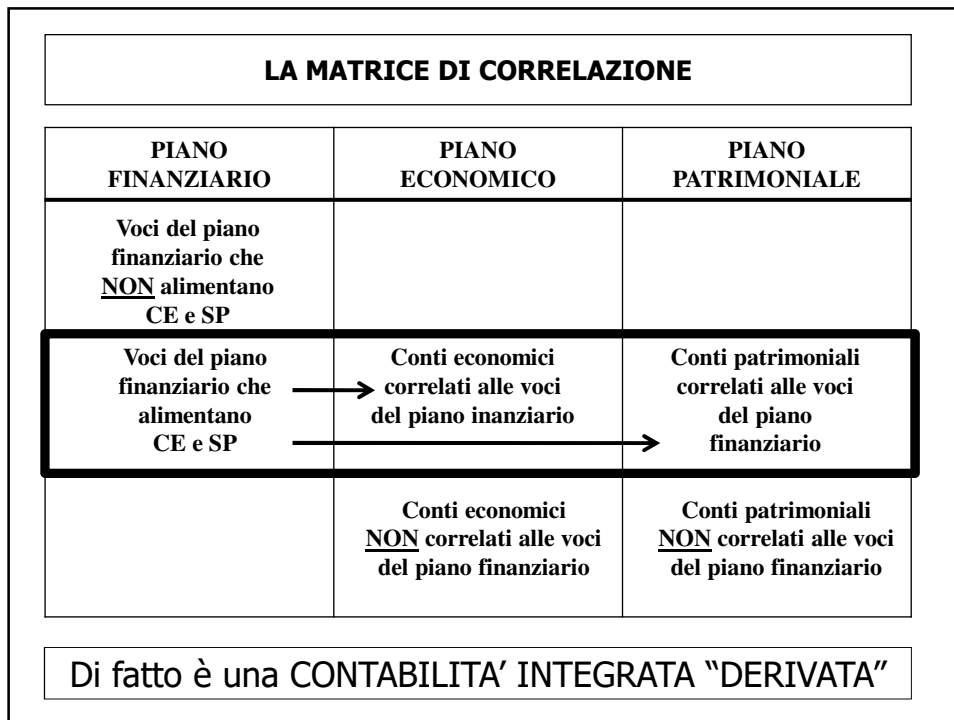 LA MATRICE DI CORRELAZIONE
PIANO
FINANZIARIO
PIANO
ECONOMICO
PIANO
PATRIMONIALE
Voci del piano
finanziario che
NON alimentano
CE e SP
Voci del piano
finanziario che
alimentano
CE e SP
Conti economici
correlati alle voci
del piano inanziario
Conti patrimoniali
correlati alle voci
del piano
finanziario
Conti economici
NON correlati alle voci
del piano finanziario
Conti patrimoniali
NON correlati alle voci
del piano finanziario
Di fatto è una CONTABILITA’ INTEGRATA “DERIVATA”